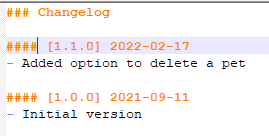 ### Changelog
#### [1.1.0] 2022-02-17
- Added option to delete a pet
#### [1.0.0] 2021-09-11
- Initial version